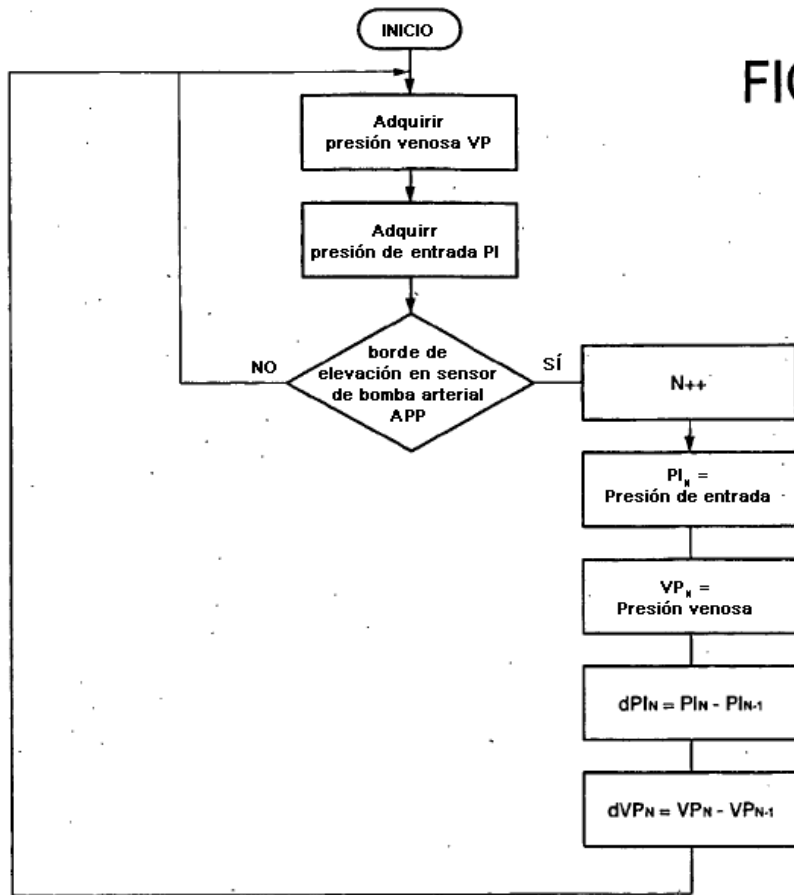 INICIO
FIG
Adquirir
presión venosa VP
Adquirr
presión de entrada PI
borde de
elevación en sensor
de bomba arterial
APP
NO
SÍ
N++
PIN =
Presión de entrada
VPN =
Presión venosa
dPIN = PIN - PIN-1
dVPN = VPN - VPN-1